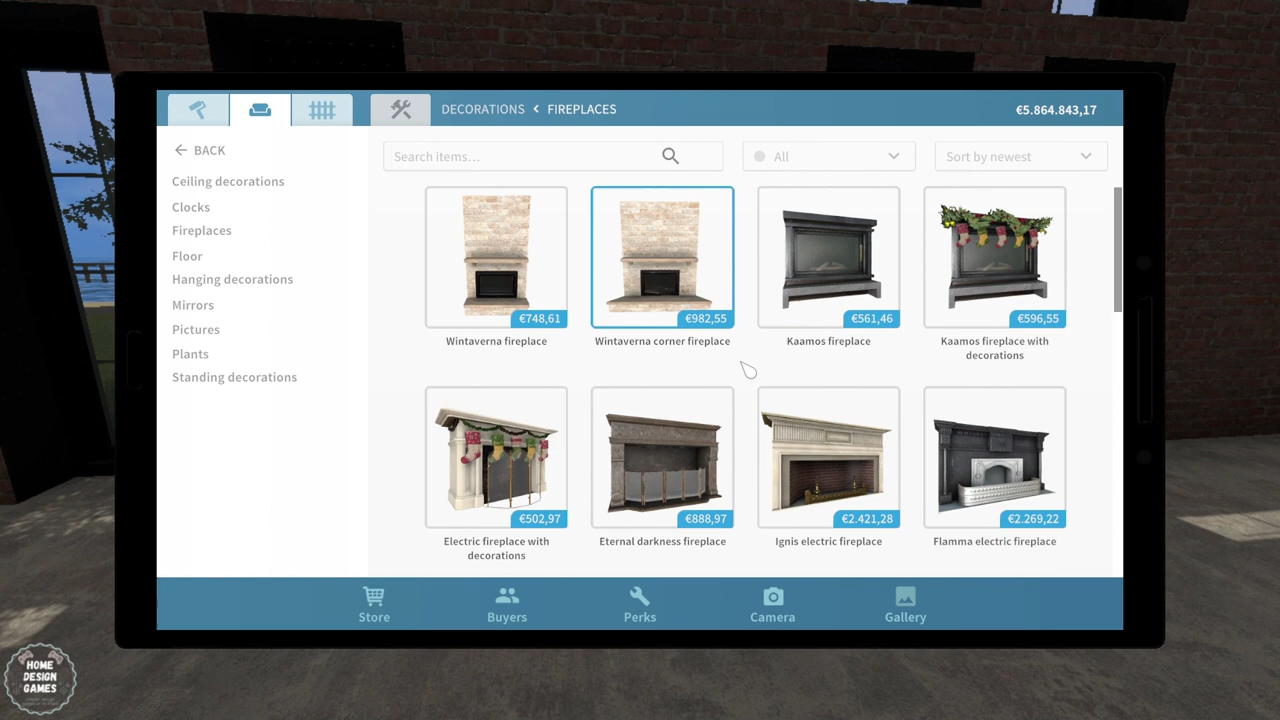 DECORATIONS < FIREPLACES
€5.864.843,17
BACK
Search items...
All
Sort by newest
Ceiling decorations
Clocks
Fireplaces
Floor
Hanging decorations
Mirrors
Pictures
Plants
Standing decorations
€748,61
€982,55
€561,46
€596,55
Wintaverna fireplace
Wintaverna corner fireplace
Kaamos fireplace
Kaamos fireplace with
decorations
€502,97
€888,97
€2.421,28
€2.269,22
Electric fireplace with
decorations
Eternal darkness fireplace
Ignis electric fireplace
Flamma electric fireplace
Store
Buyers
Perks
Camera
Gallery
HOME
DESIGN
GAMES